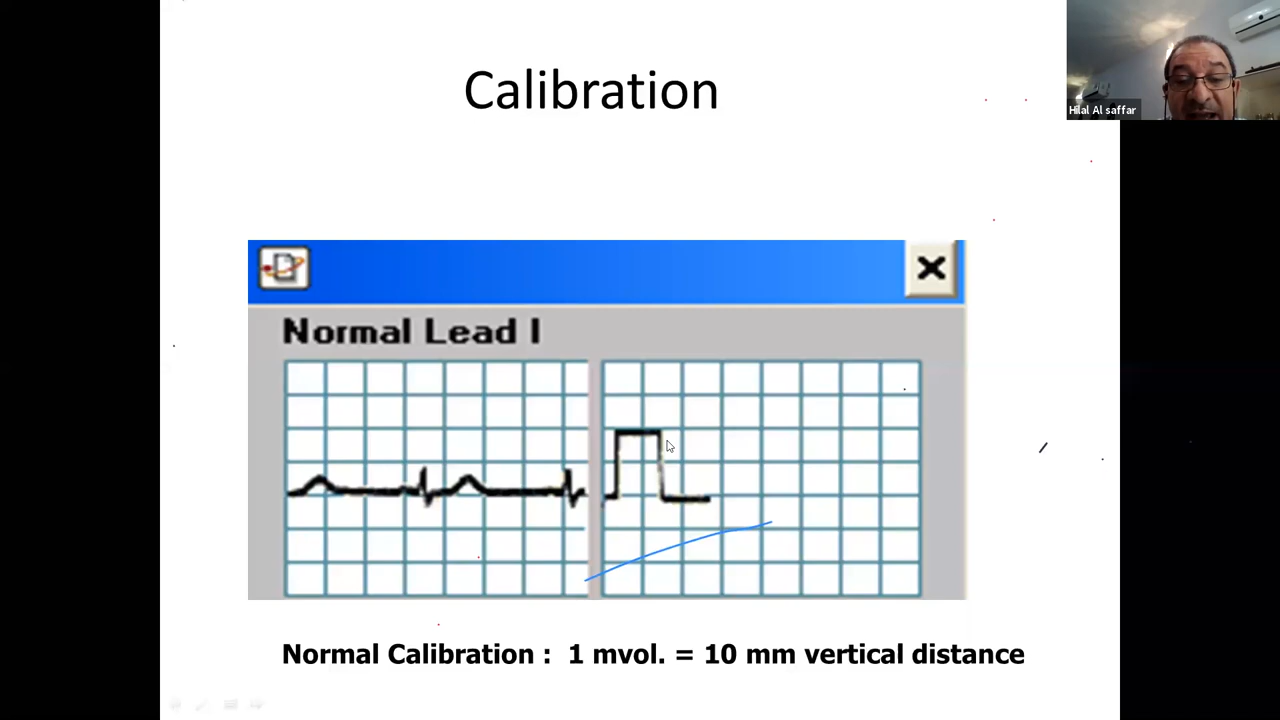 Calibration
Hilal Al saffar
Normal Lead I
Normal Calibration : 1 mvol. = 10 mm vertical distance